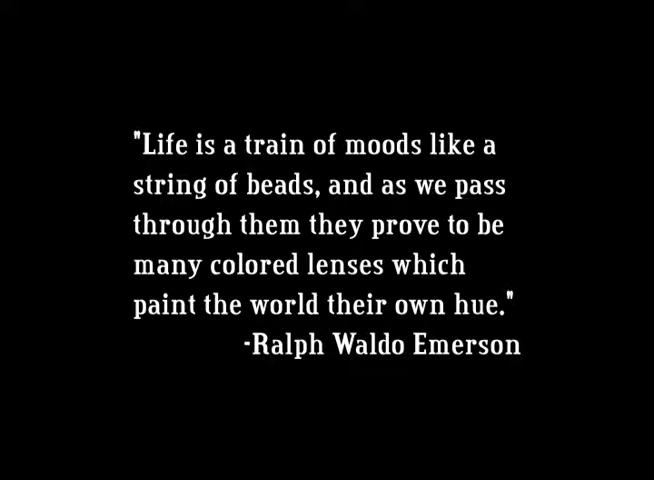 "Life is a train of moods like a
string of beads, and as we pass
through them they prove to be
many colored lenses which
paint the world their own hue."
-Ralph Waldo Emerson